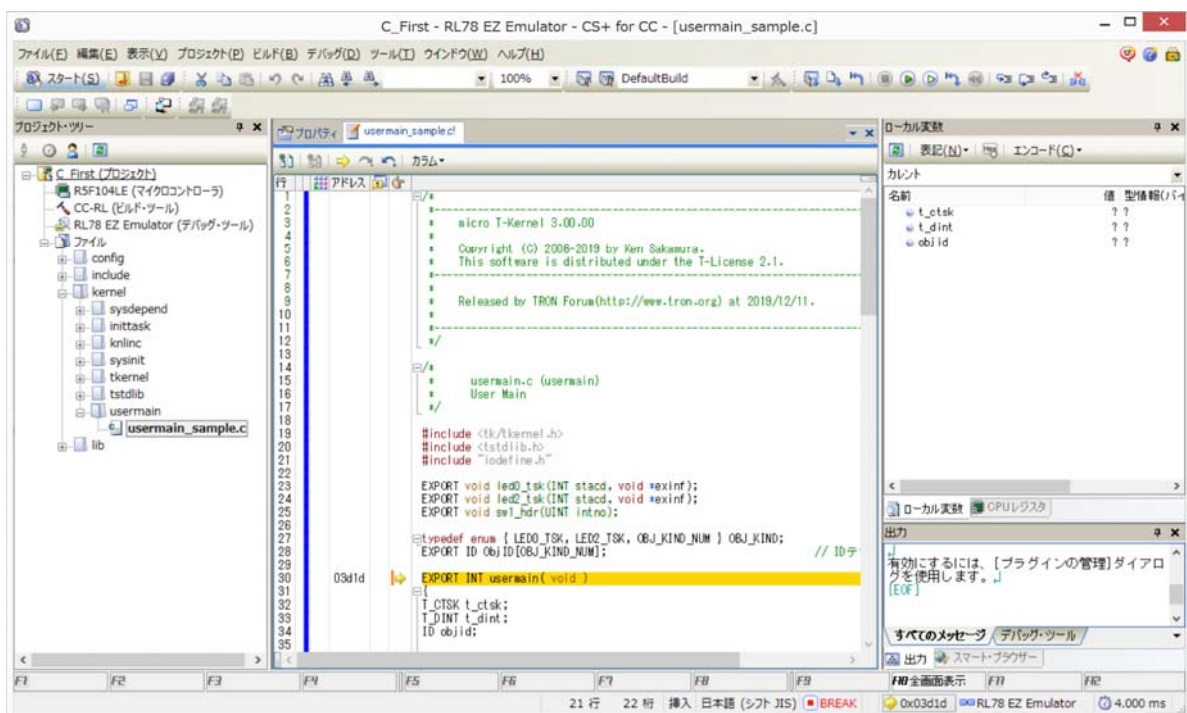 C_First - RL78 EZ Emulator - CS+ for CC - [usermain_sample.c]
ファイル(F) 編集(E) 表示(V) プロジェクト(P) ビルド(B) デバッグ(D) ツール(T) ウインドウ(W) ヘルプ(H)
スタート(S) 100% DefaultBuild
プロジェクト・ツリー
C_First (プロジェクト)
R5F104LE (マイクロコントローラ)
CC-RL (ビルド・ツール)
RL78 EZ Emulator (デバッグ・ツール)
ファイル
config
include
kernel
sysdepend
inittask
knlinc
sysinit
tkernel
tstdlib
usermain
usermain_sample.c
lib
プロパティ usermain_sample.c!
カラム
行 アドレス
1 /*
2 *----------------------------------------------------------------------
3 * micro T-Kernel 3.00.00
4 *
5 * Copyright (C) 2006-2019 by Ken Sakamura.
6 * This software is distributed under the T-License 2.1.
7 *----------------------------------------------------------------------
8 *
9 * Released by TRON Forum(http://www.tron.org) at 2019/12/11.
10 *
11 *----------------------------------------------------------------------
12 */
13
14 /*
15 * usermain.c (usermain)
16 * User Main
17 */
18
19 #include <tk/tkernel.h>
20 #include <tstdlib.h>
21 #include "iodefine.h"
22
23 EXPORT void led0_tsk(INT stacd, void *exinf);
24 EXPORT void led2_tsk(INT stacd, void *exinf);
25 EXPORT void sw1_hdr(UINT intno);
26
27 typedef enum { LED0_TSK, LED2_TSK, OBJ_KIND_NUM } OBJ_KIND;
28 EXPORT ID ObjID[OBJ_KIND_NUM]; // IDテ
29
30 03d1d EXPORT INT usermain( void )
31 {
32 T_CTSK t_ctsk;
33 T_DINT t_dint;
34 ID objid;
35
ローカル変数
表記(N) エンコード(C)
カレント
名前 値 型情報(バイ
t_ctsk ? ?
t_dint ? ?
objid ? ?
ローカル変数 CPUレジスタ
出力
有効にするには、[プラグインの管理]ダイアロ
グを使用します。
[EOF]
すべてのメッセージ デバッグ・ツール
出力 スマート・ブラウザー
F1 F2 F3 F4 F5 F6 F7 F8 F9 F10 全画面表示 F11 F12
21 行 22 桁 挿入 日本語 (シフト JIS) BREAK 0x03d1d RL78 EZ Emulator 4.000 ms